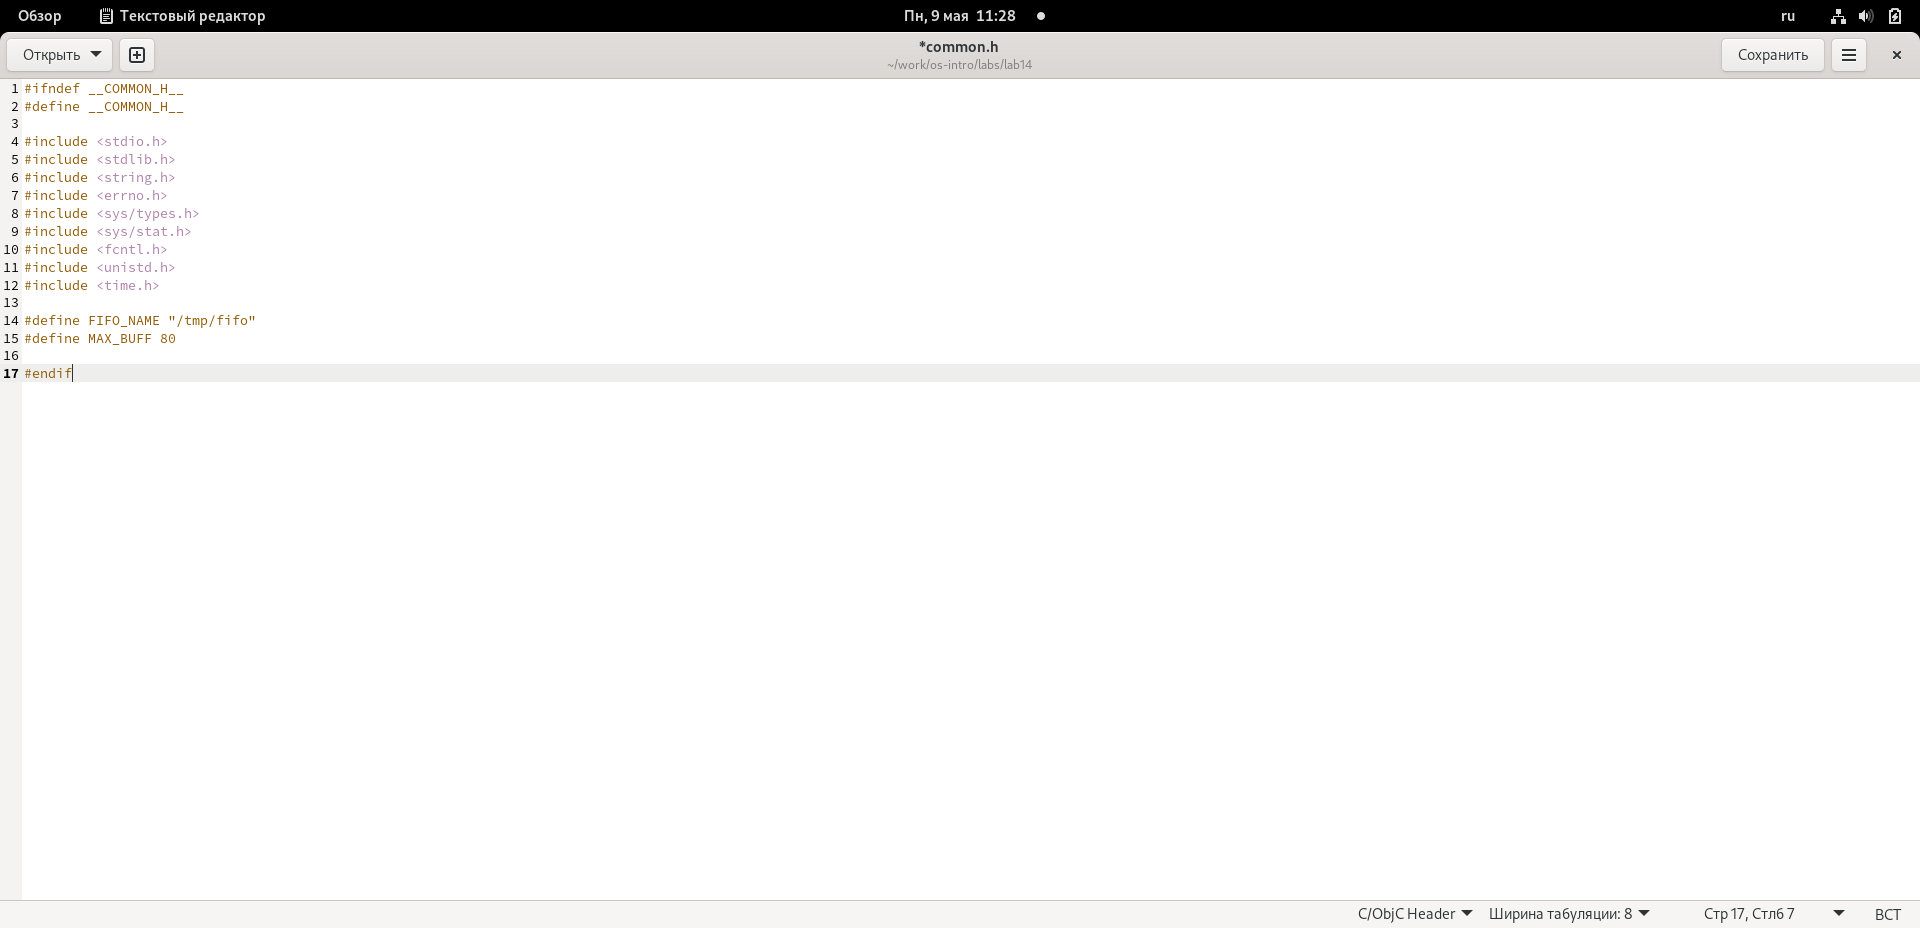 Обзор Текстовый редактор Пн, 9 мая 11:28 ru
Открыть *common.h Сохранить
~/work/os-intro/labs/lab14
1 #ifndef __COMMON_H__
2 #define __COMMON_H__
3
4 #include <stdio.h>
5 #include <stdlib.h>
6 #include <string.h>
7 #include <errno.h>
8 #include <sys/types.h>
9 #include <sys/stat.h>
10 #include <fcntl.h>
11 #include <unistd.h>
12 #include <time.h>
13
14 #define FIFO_NAME "/tmp/fifo"
15 #define MAX_BUFF 80
16
17 #endif
C/ObjC Header Ширина табуляции: 8 Стр 17, Стлб 7 ВСТ